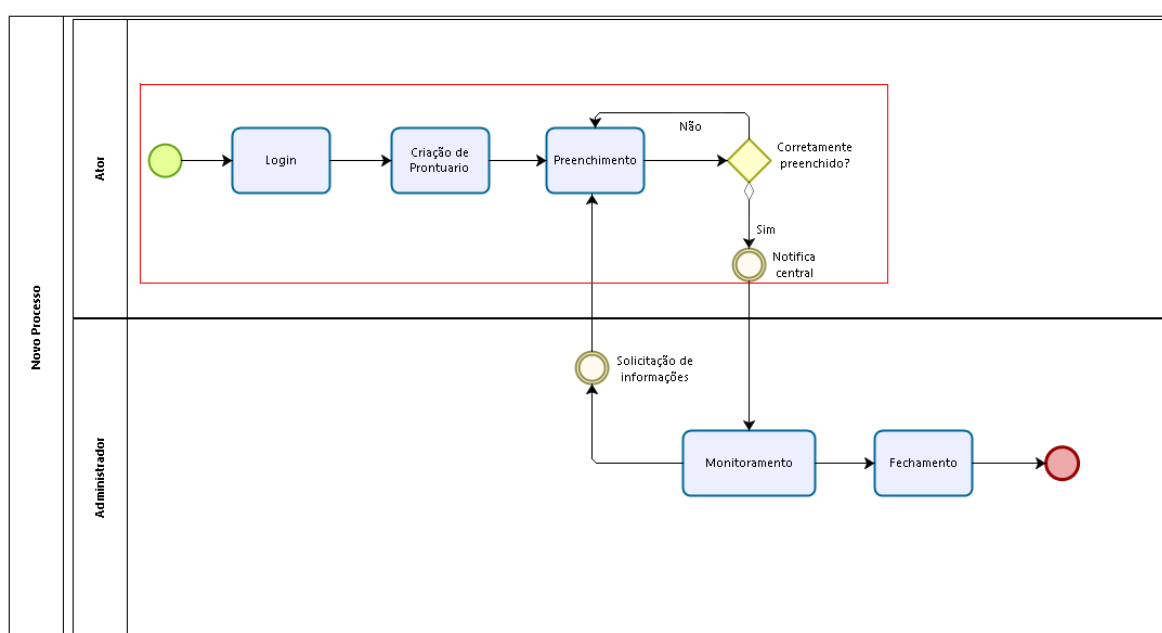 Novo Processo
Ator
Login
Criação de
Prontuario
Preenchimento
Não
Corretamente
preenchido?
Sim
Notifica
central
Administrador
Solicitação de
informações
Monitoramento
Fechamento